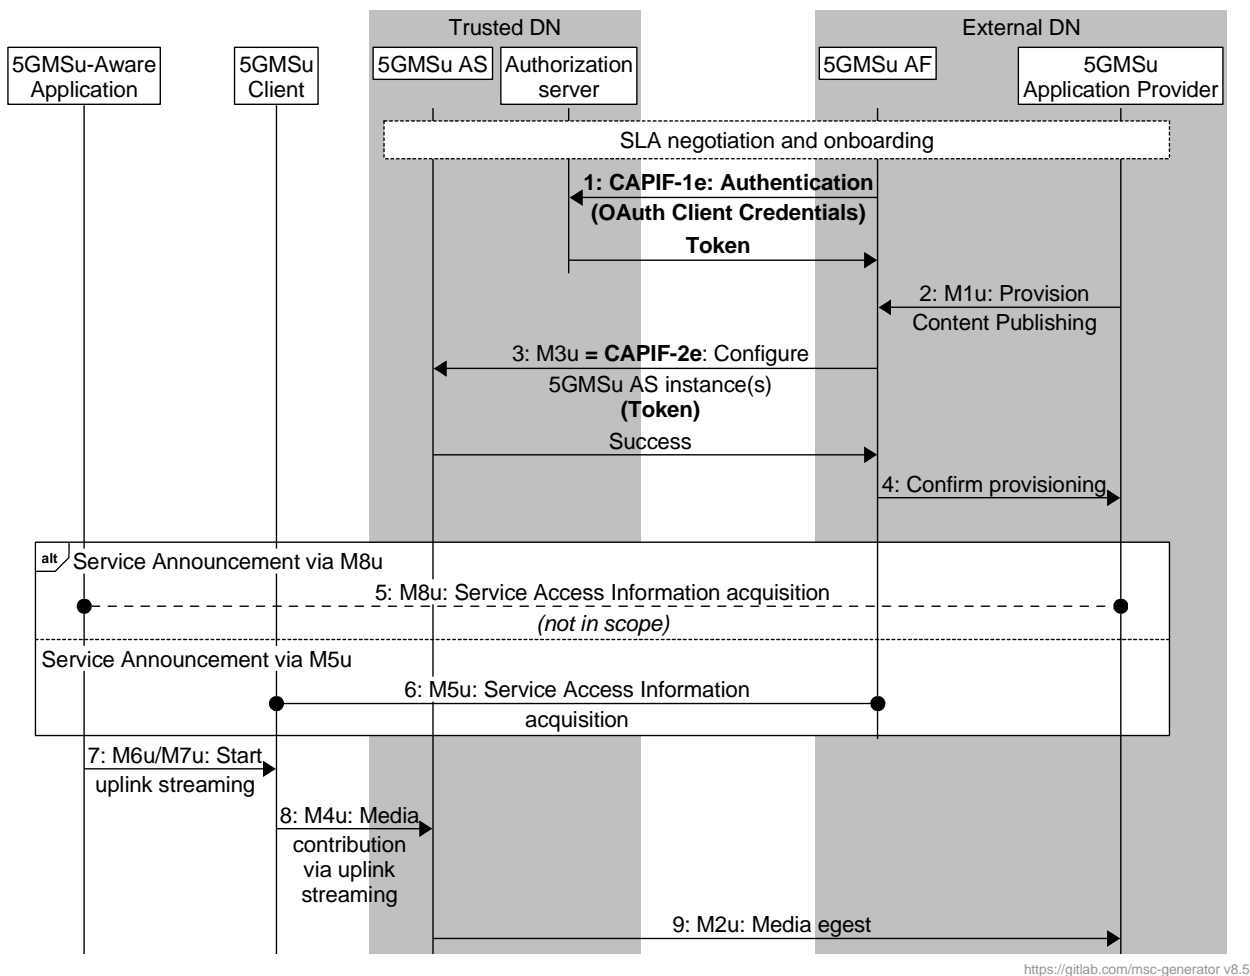 Trusted DN
External DN
5GMSu-Aware
Application
5GMSu
Client
5GMSu AS
Authorization
server
5GMSu AF
5GMSu
Application Provider
SLA negotiation and onboarding
1: CAPIF-1e: Authentication
(OAuth Client Credentials)
Token
2: M1u: Provision
Content Publishing
3: M3u = CAPIF-2e: Configure
5GMSu AS instance(s)
(Token)
Success
4: Confirm provisioning
alt
Service Announcement via M8u
5: M8u: Service Access Information acquisition
(not in scope)
Service Announcement via M5u
6: M5u: Service Access Information
acquisition
7: M6u/M7u: Start
uplink streaming
8: M4u: Media
contribution
via uplink
streaming
9: M2u: Media egest
https://gitlab.com/msc-generator v8.5